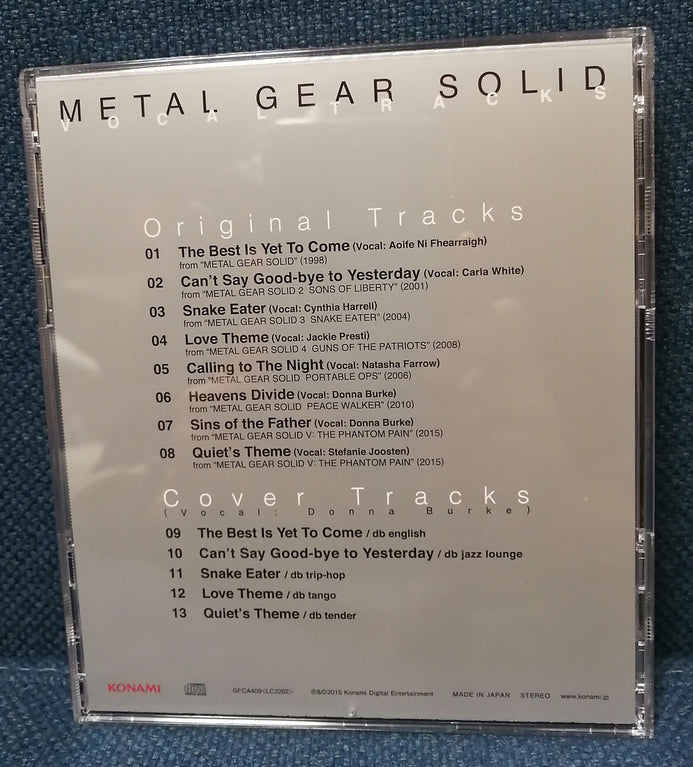 METAL GEAR SOLID
VOCAL TRACKS
Original Tracks
01 The Best Is Yet To Come (Vocal: Aoife Ni Fhearraigh)
from "METAL GEAR SOLID" (1998)
02 Can't Say Good-bye to Yesterday (Vocal: Carla White)
from "METAL GEAR SOLID 2 SONS OF LIBERTY" (2001)
03 Snake Eater (Vocal: Cynthia Harrell)
from "METAL GEAR SOLID 3 SNAKE EATER" (2004)
04 Love Theme (Vocal: Jackie Presti)
from "METAL GEAR SOLID 4 GUNS OF THE PATRIOTS" (2008)
05 Calling to The Night (Vocal: Natasha Farrow)
from "METAL GEAR SOLID PORTABLE OPS" (2006)
06 Heavens Divide (Vocal: Donna Burke)
from "METAL GEAR SOLID PEACE WALKER" (2010)
07 Sins of the Father (Vocal: Donna Burke)
from "METAL GEAR SOLID V: THE PHANTOM PAIN" (2015)
08 Quiet's Theme (Vocal: Stefanie Joosten)
from "METAL GEAR SOLID V: THE PHANTOM PAIN" (2015)
Cover Tracks
(Vocal: Donna Burke)
09 The Best Is Yet To Come / db english
10 Can't Say Good-bye to Yesterday / db jazz lounge
11 Snake Eater / db trip-hop
12 Love Theme / db tango
13 Quiet's Theme / db tender
KONAMI GFCA409<LC2262> ℗&©2015 Konami Digital Entertainment MADE IN JAPAN STEREO www.konami.jp